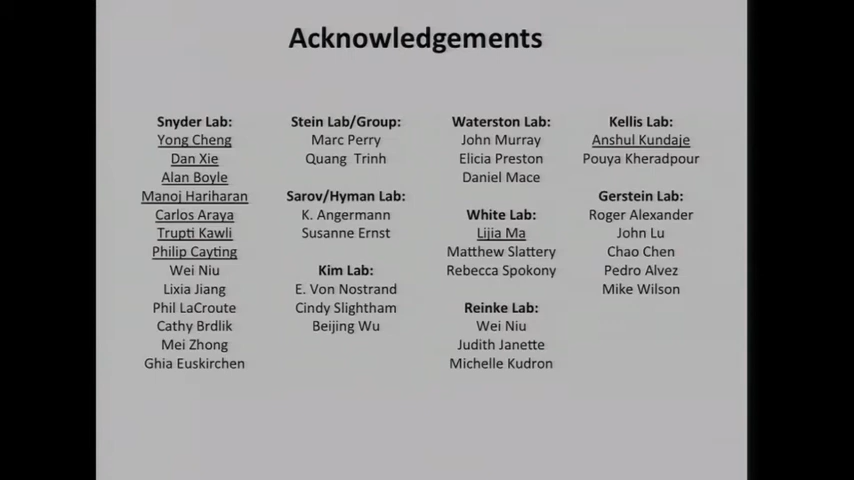 Acknowledgements
Snyder Lab:
Yong Cheng
Dan Xie
Alan Boyle
Manoj Hariharan
Carlos Araya
Trupti Kawli
Philip Cayting
Wei Niu
Lixia Jiang
Phil LaCroute
Cathy Brdlik
Mei Zhong
Ghia Euskirchen
Stein Lab/Group:
Marc Perry
Quang Trinh
Sarov/Hyman Lab:
K. Angermann
Susanne Ernst
Kim Lab:
E. Von Nostrand
Cindy Slightham
Beijing Wu
Waterston Lab:
John Murray
Elicia Preston
Daniel Mace
White Lab:
Lijia Ma
Matthew Slattery
Rebecca Spokony
Reinke Lab:
Wei Niu
Judith Janette
Michelle Kudron
Kellis Lab:
Anshul Kundaje
Pouya Kheradpour
Gerstein Lab:
Roger Alexander
John Lu
Chao Chen
Pedro Alvez
Mike Wilson